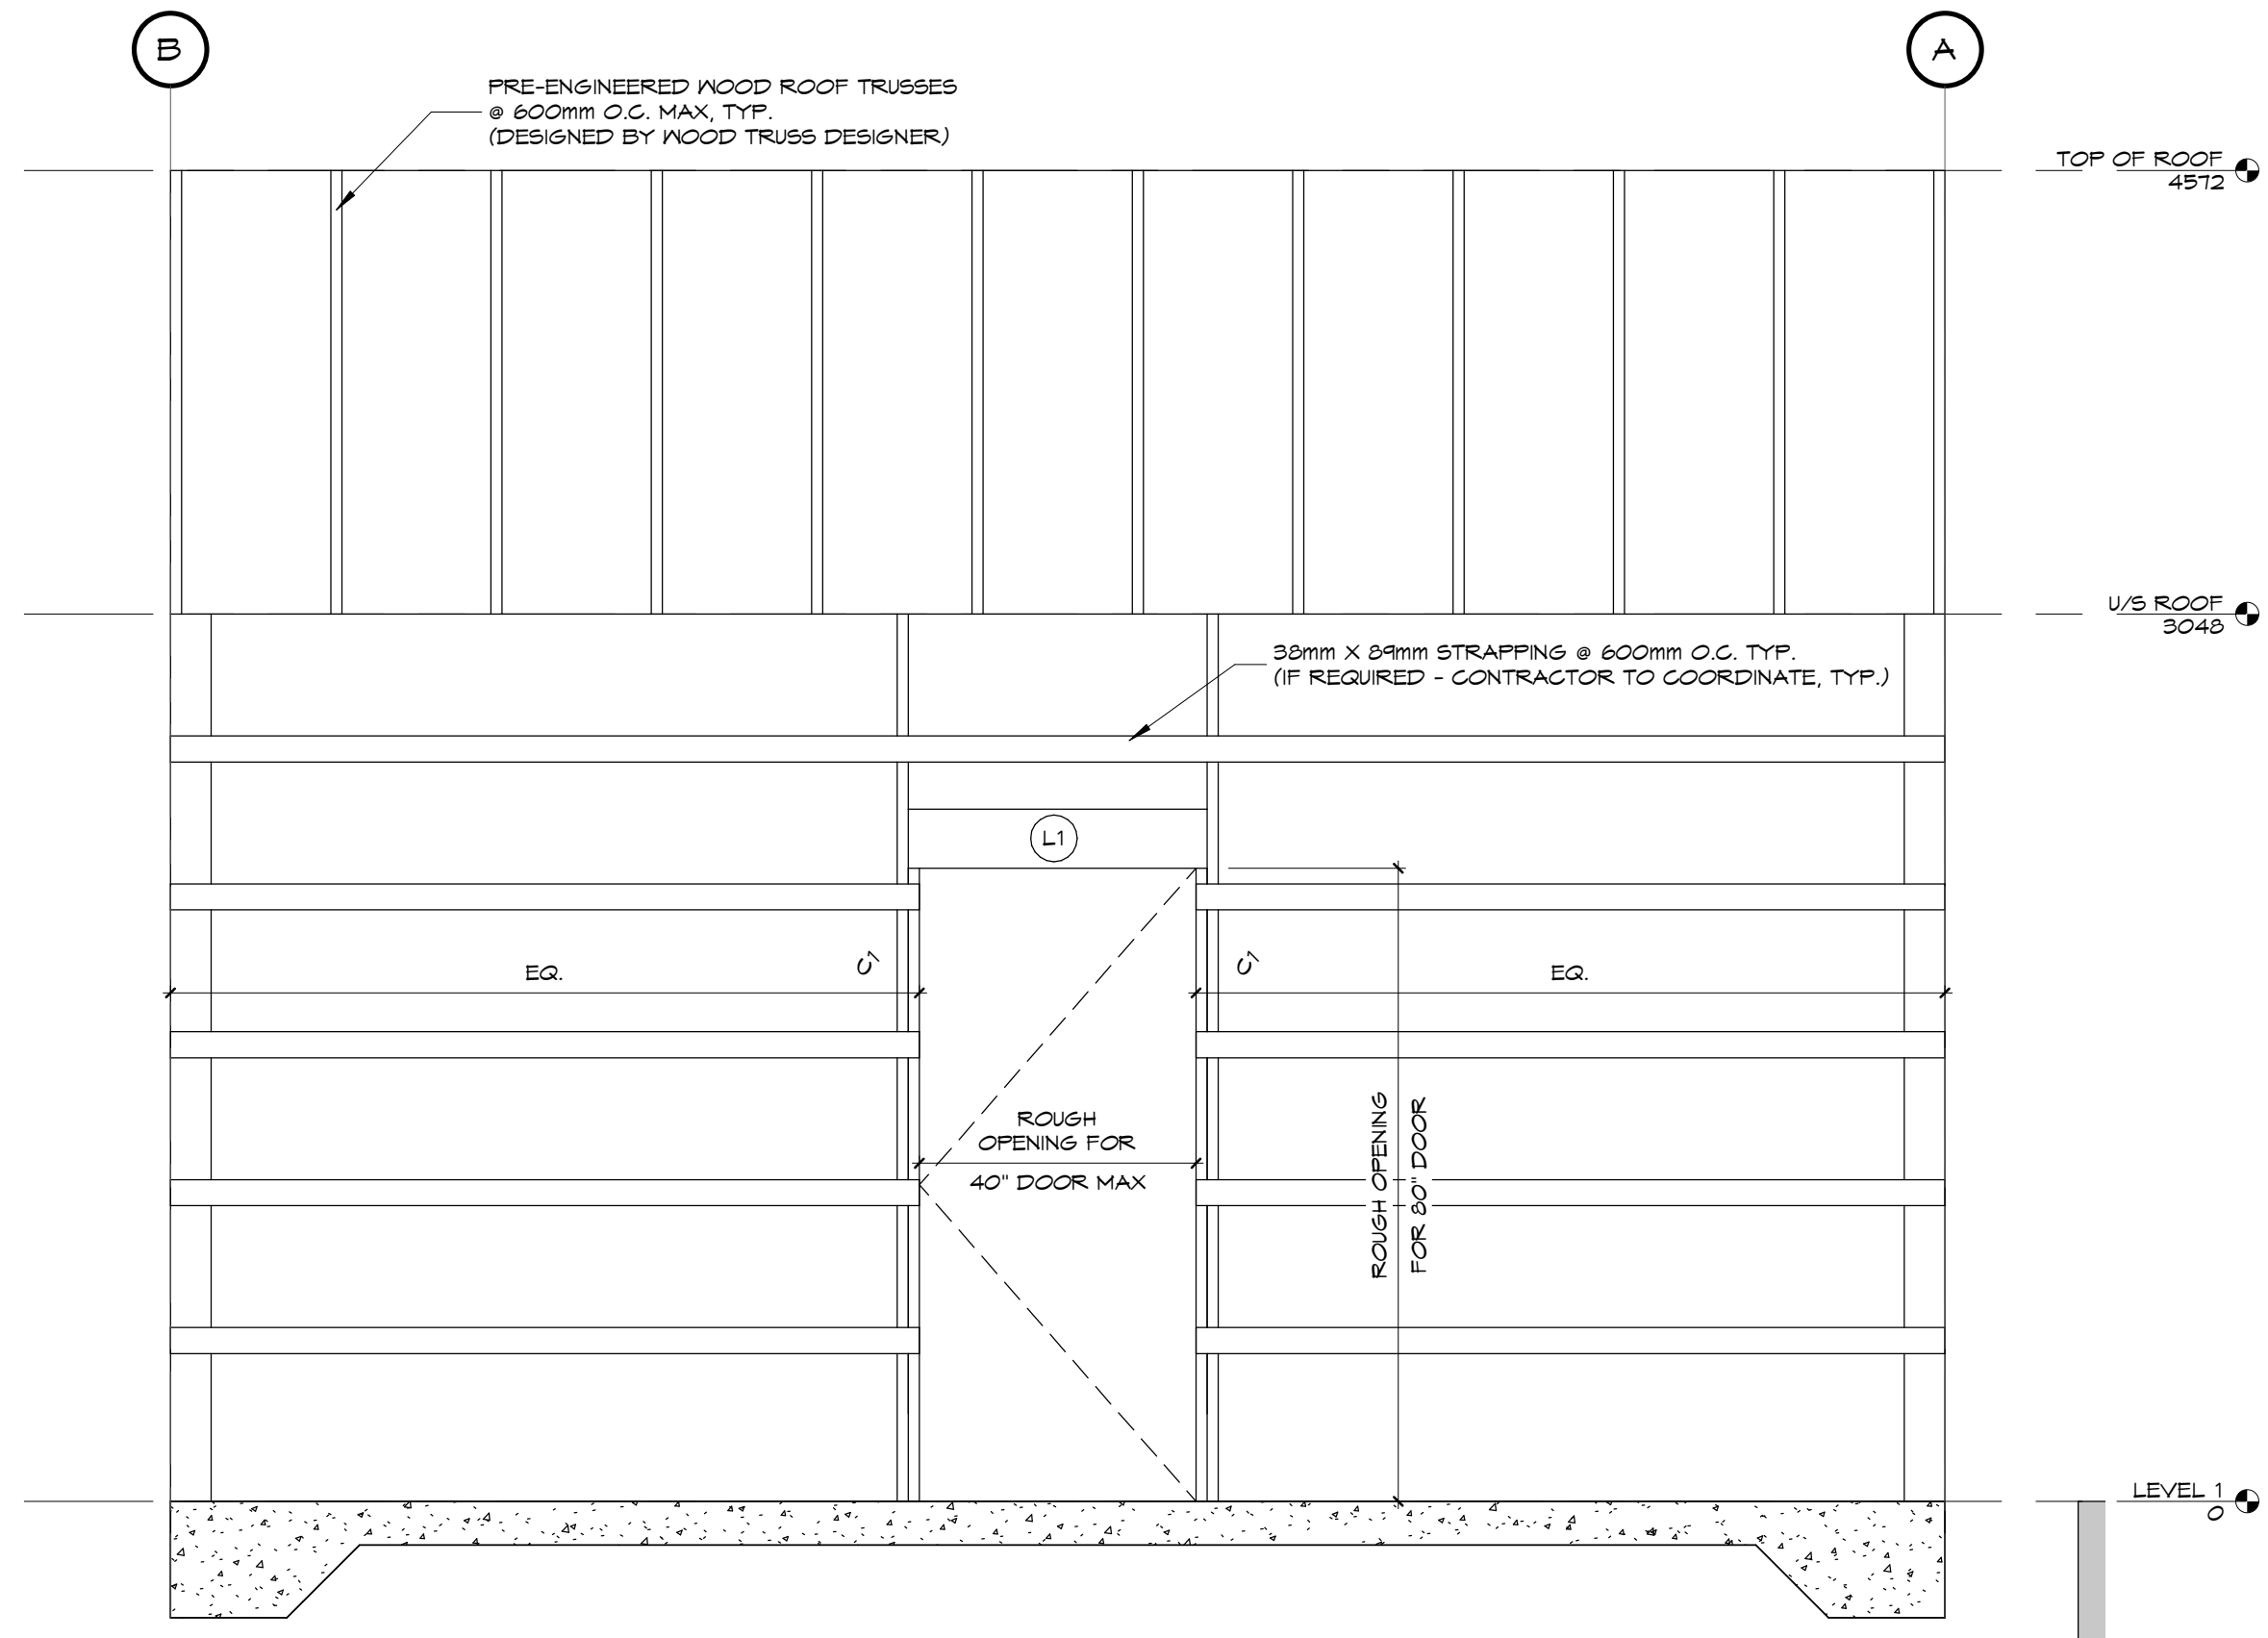 B
A
PRE-ENGINEERED WOOD ROOF TRUSSES
@ 600mm O.C. MAX, TYP.
(DESIGNED BY WOOD TRUSS DESIGNER)
TOP OF ROOF
4572
U/S ROOF
3048
38mm X 89mm STRAPPING @ 600mm O.C. TYP.
(IF REQUIRED - CONTRACTOR TO COORDINATE, TYP.)
L1
C1
C1
EQ.
EQ.
ROUGH
OPENING FOR
40" DOOR MAX
ROUGH OPENING
FOR 80" DOOR
LEVEL 1
0